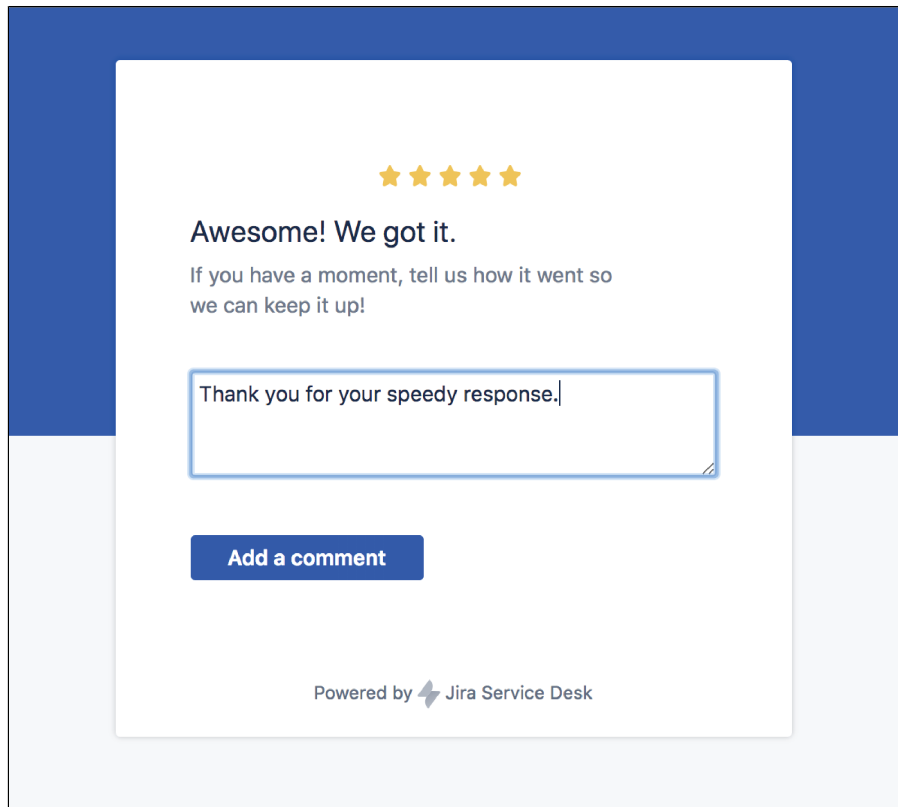 Awesome! We got it.
If you have a moment, tell us how it went so
we can keep it up!
Thank you for your speedy response.
Add a comment
Powered by Jira Service Desk